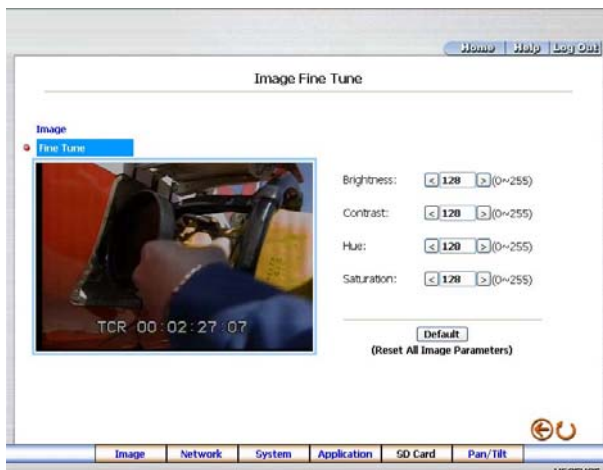 Home Help Log Out
Image Fine Tune
Image
Fine Tune
Brightness: < 128 > (0~255)
Contrast: < 128 > (0~255)
Hue: < 128 > (0~255)
Saturation: < 128 > (0~255)
TCR 00:02:27:07
Default
(Reset All Image Parameters)
Image Network System Application SD Card Pan/Tilt